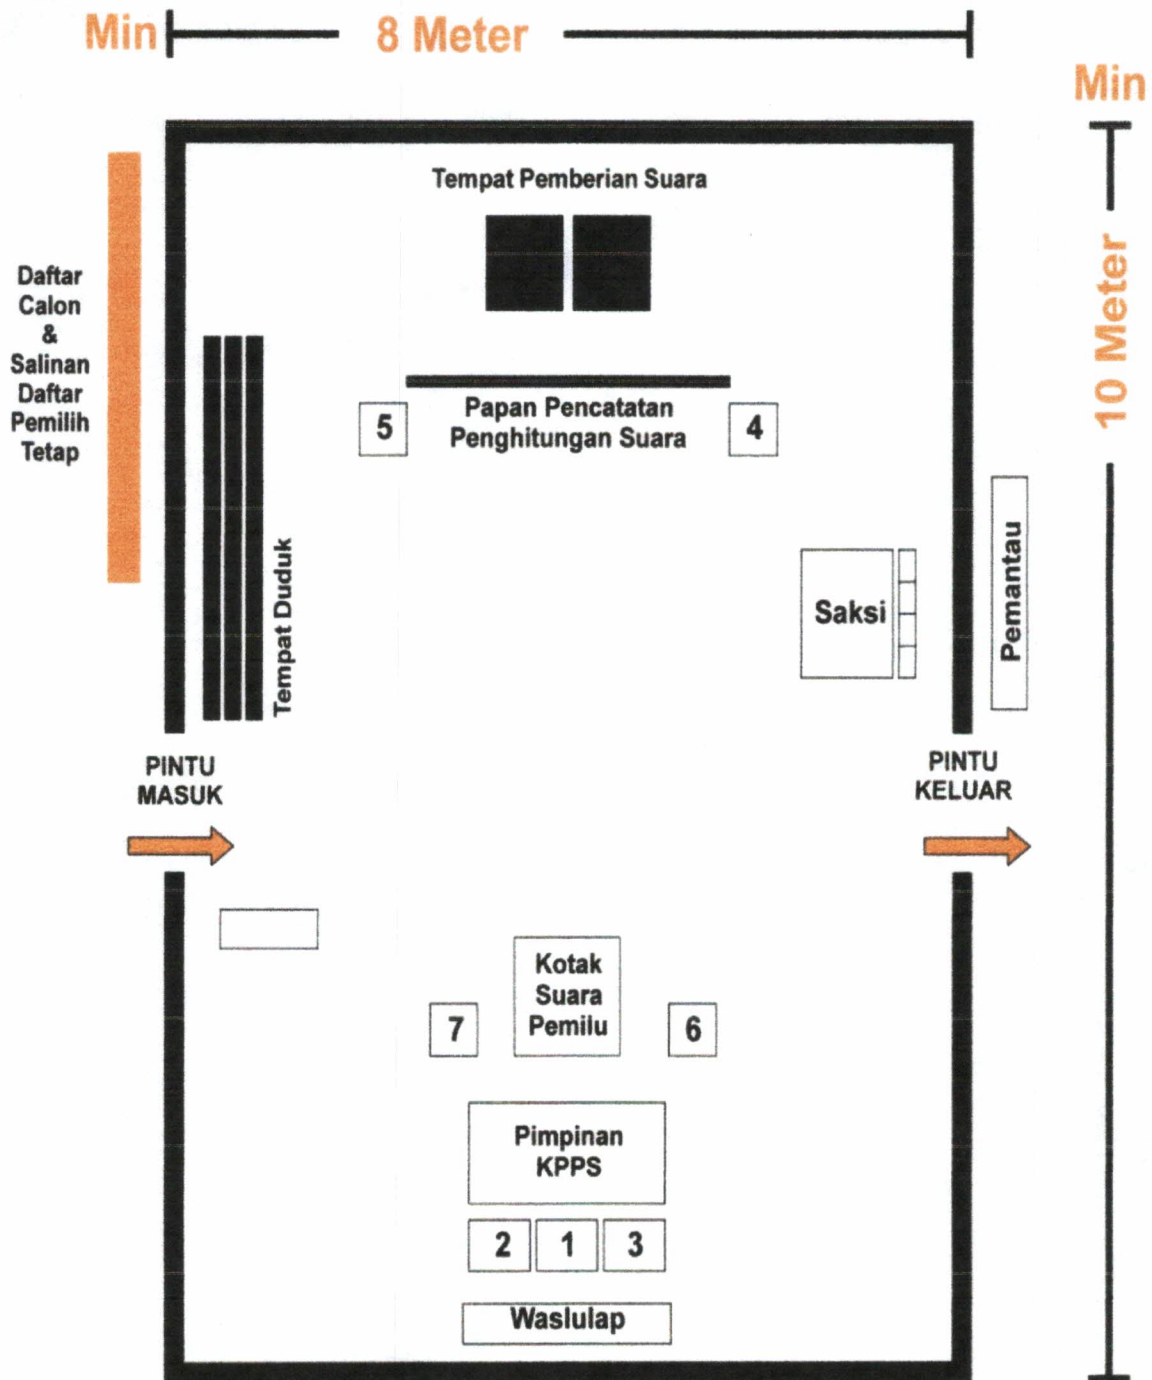 Min 8 Meter
Min
10 Meter
Tempat Pemberian Suara
Daftar
Calon
&
Salinan
Daftar
Pemilih
Tetap
5
Papan Pencatatan
Penghitungan Suara
4
Tempat Duduk
Saksi
Pemantau
PINTU
MASUK
PINTU
KELUAR
Kotak
Suara
Pemilu
7
6
Pimpinan
KPPS
2 1 3
Waslulap